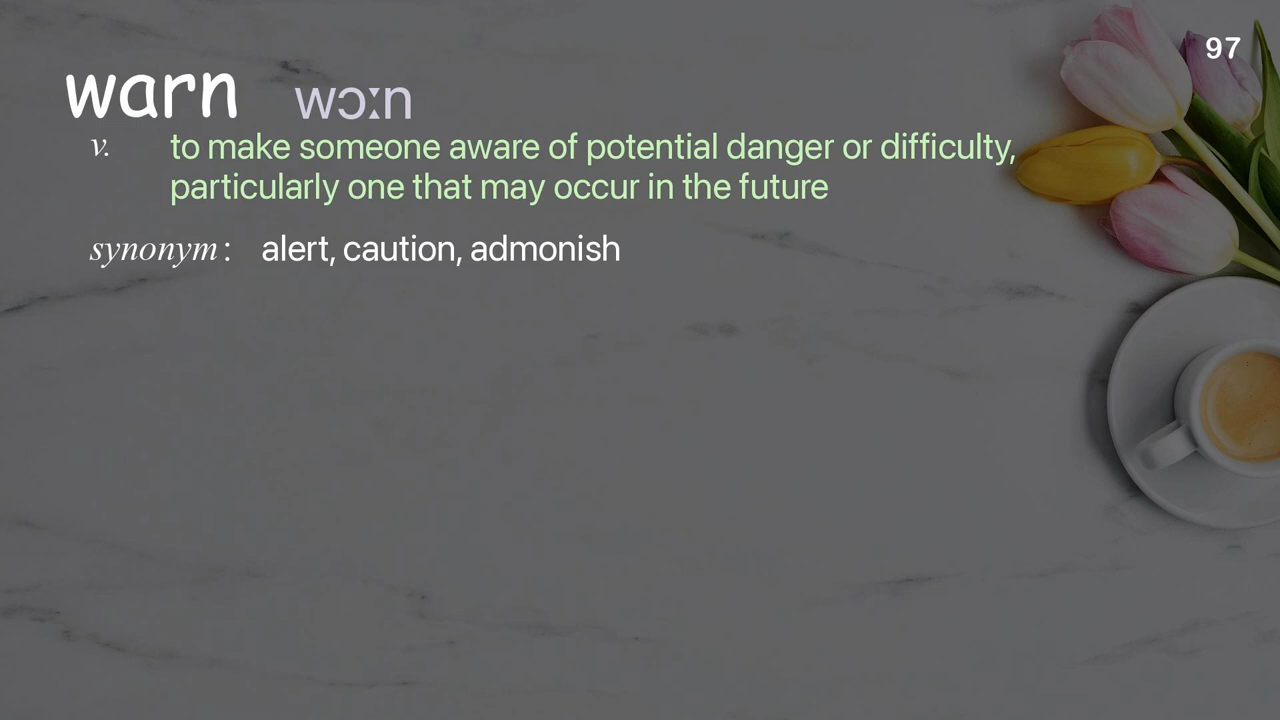 97
warn wɔːn
v. to make someone aware of potential danger or difficulty,
particularly one that may occur in the future
synonym : alert, caution, admonish